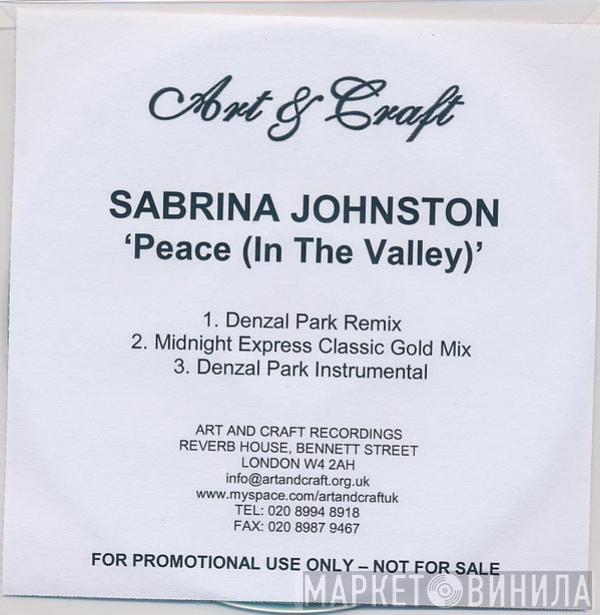 Art & Craft
SABRINA JOHNSTON
‘Peace (In The Valley)’
1. Denzal Park Remix
2. Midnight Express Classic Gold Mix
3. Denzal Park Instrumental
ART AND CRAFT RECORDINGS
REVERB HOUSE, BENNETT STREET
LONDON W4 2AH
info@artandcraft.org.uk
www.myspace.com/artandcraftuk
TEL: 020 8994 8918
FAX: 020 8987 9467
FOR PROMOTIONAL USE ONLY – NOT FOR SALE
МАРКЕТ ВИНИЛА